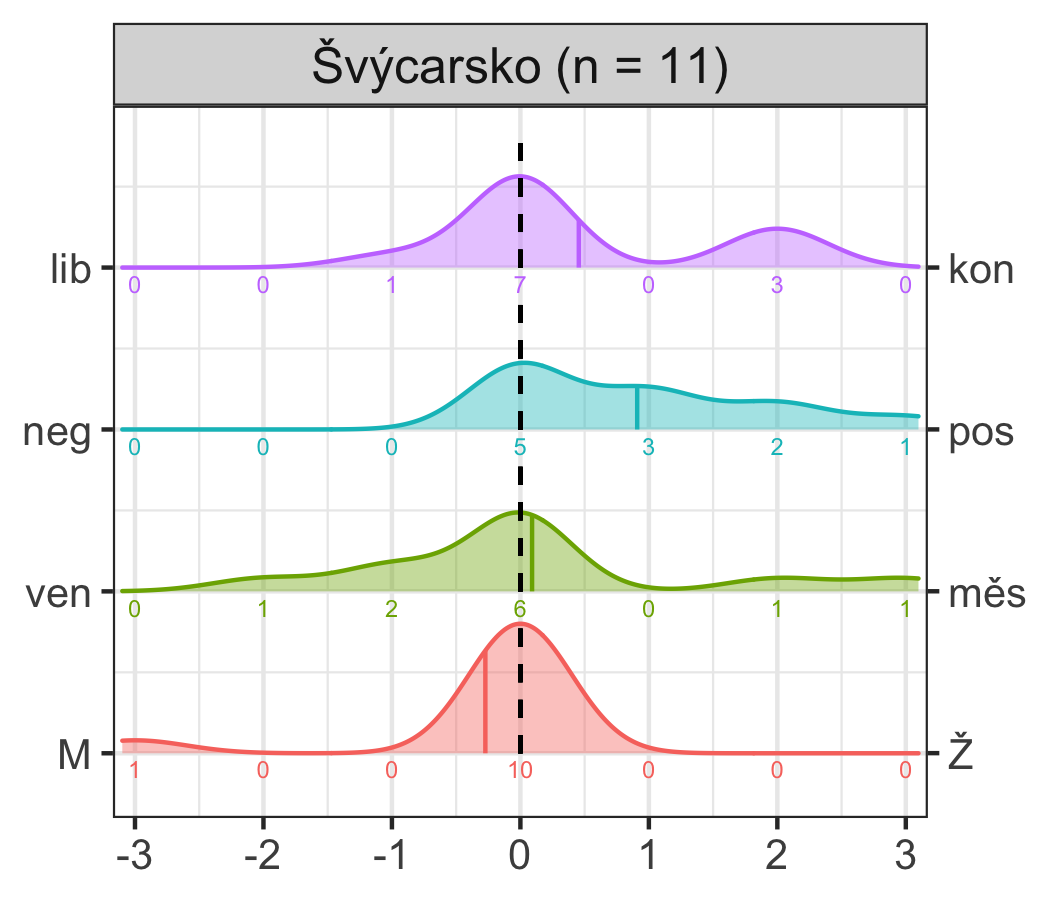 Švýcarsko (n = 11)
lib kon
0 0 1 7 0 3 0
neg pos
0 0 0 5 3 2 1
ven měs
0 1 2 6 0 1 1
M Ž
1 0 0 10 0 0 0
-3 -2 -1 0 1 2 3